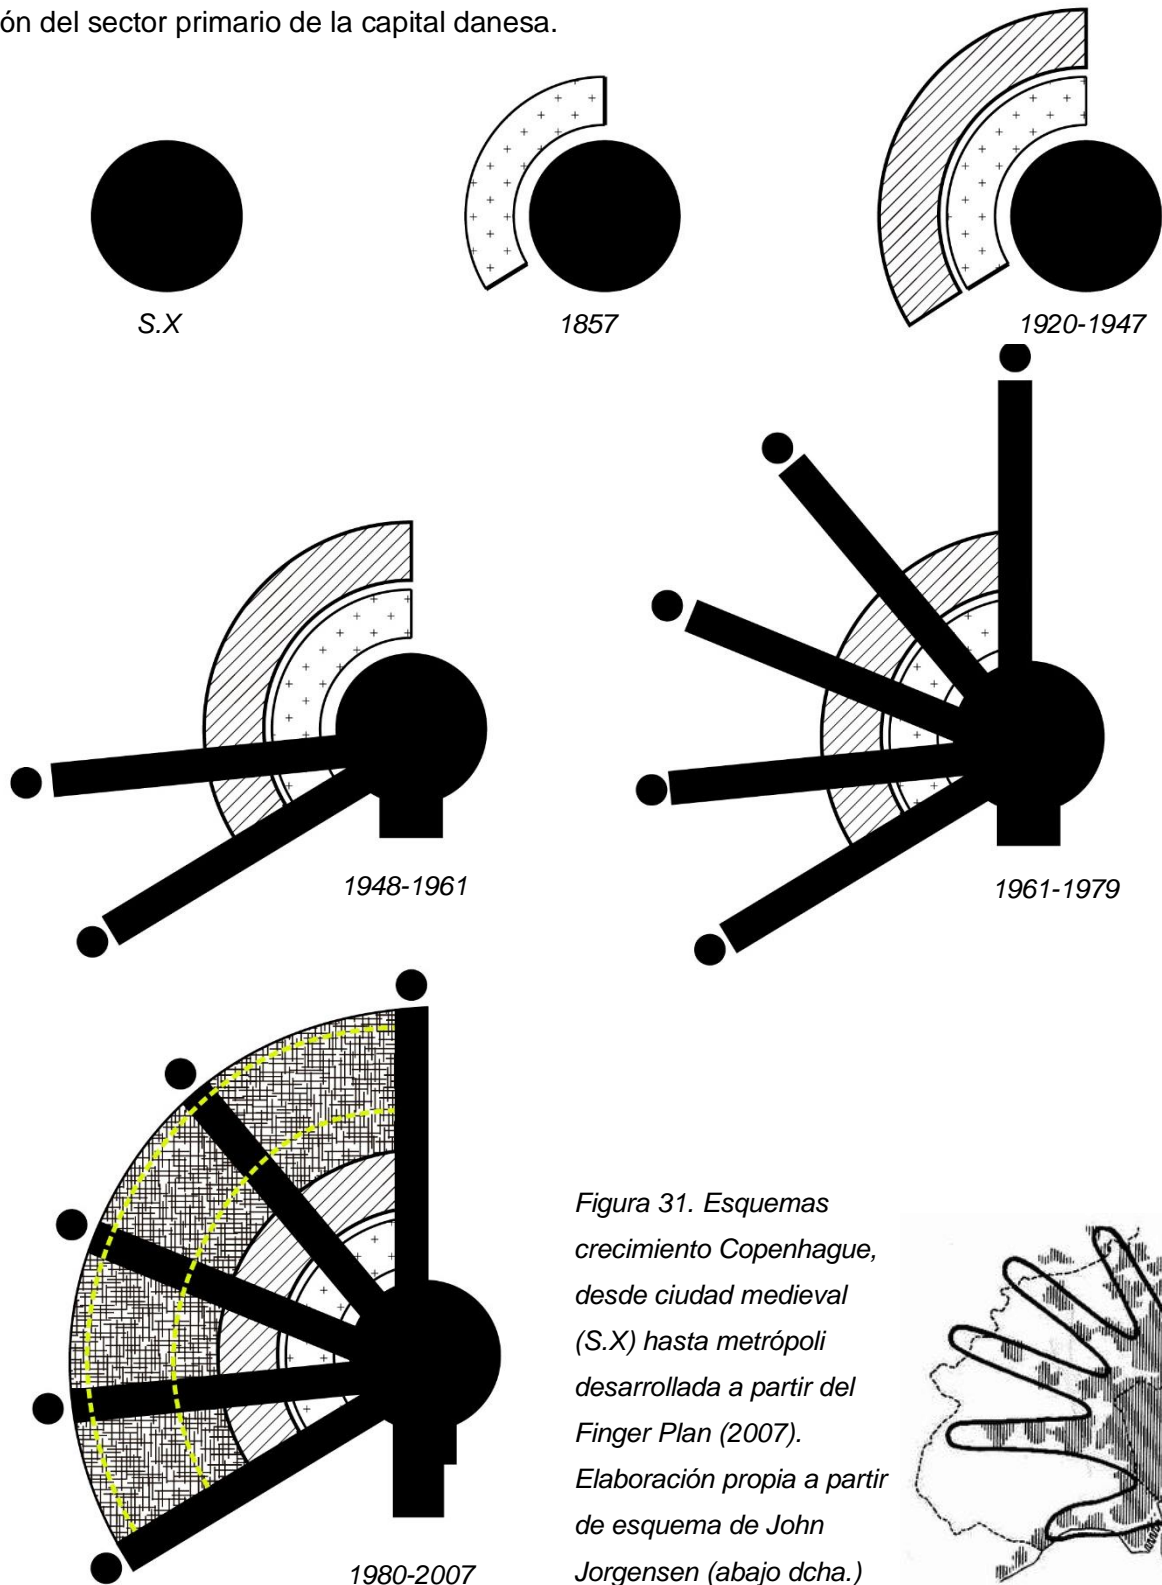 ón del sector primario de la capital danesa.
S.X
1857
1920-1947
1948-1961
1961-1979
1980-2007
Figura 31. Esquemas
crecimiento Copenhague,
desde ciudad medieval
(S.X) hasta metrópoli
desarrollada a partir del
Finger Plan (2007).
Elaboración propia a partir
de esquema de John
Jorgensen (abajo dcha.)